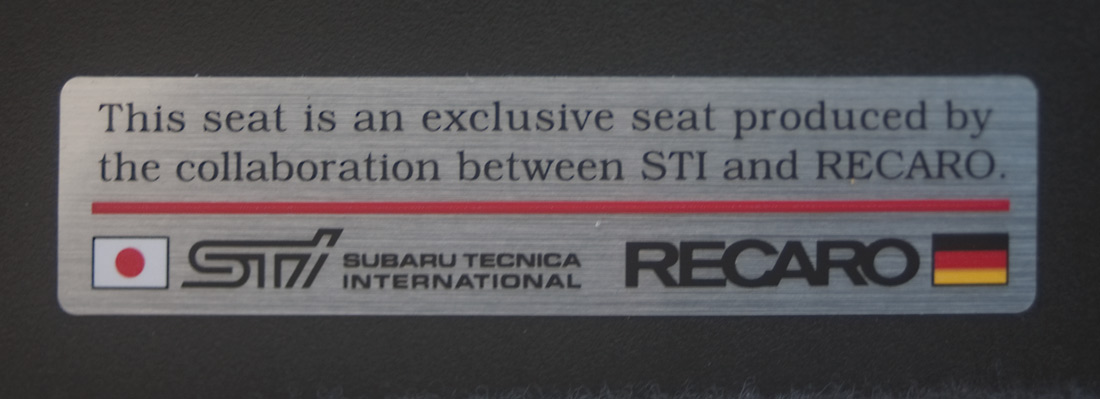 This seat is an exclusive seat produced by
the collaboration between STI and RECARO.
STI SUBARU TECNICA
INTERNATIONAL
RECARO